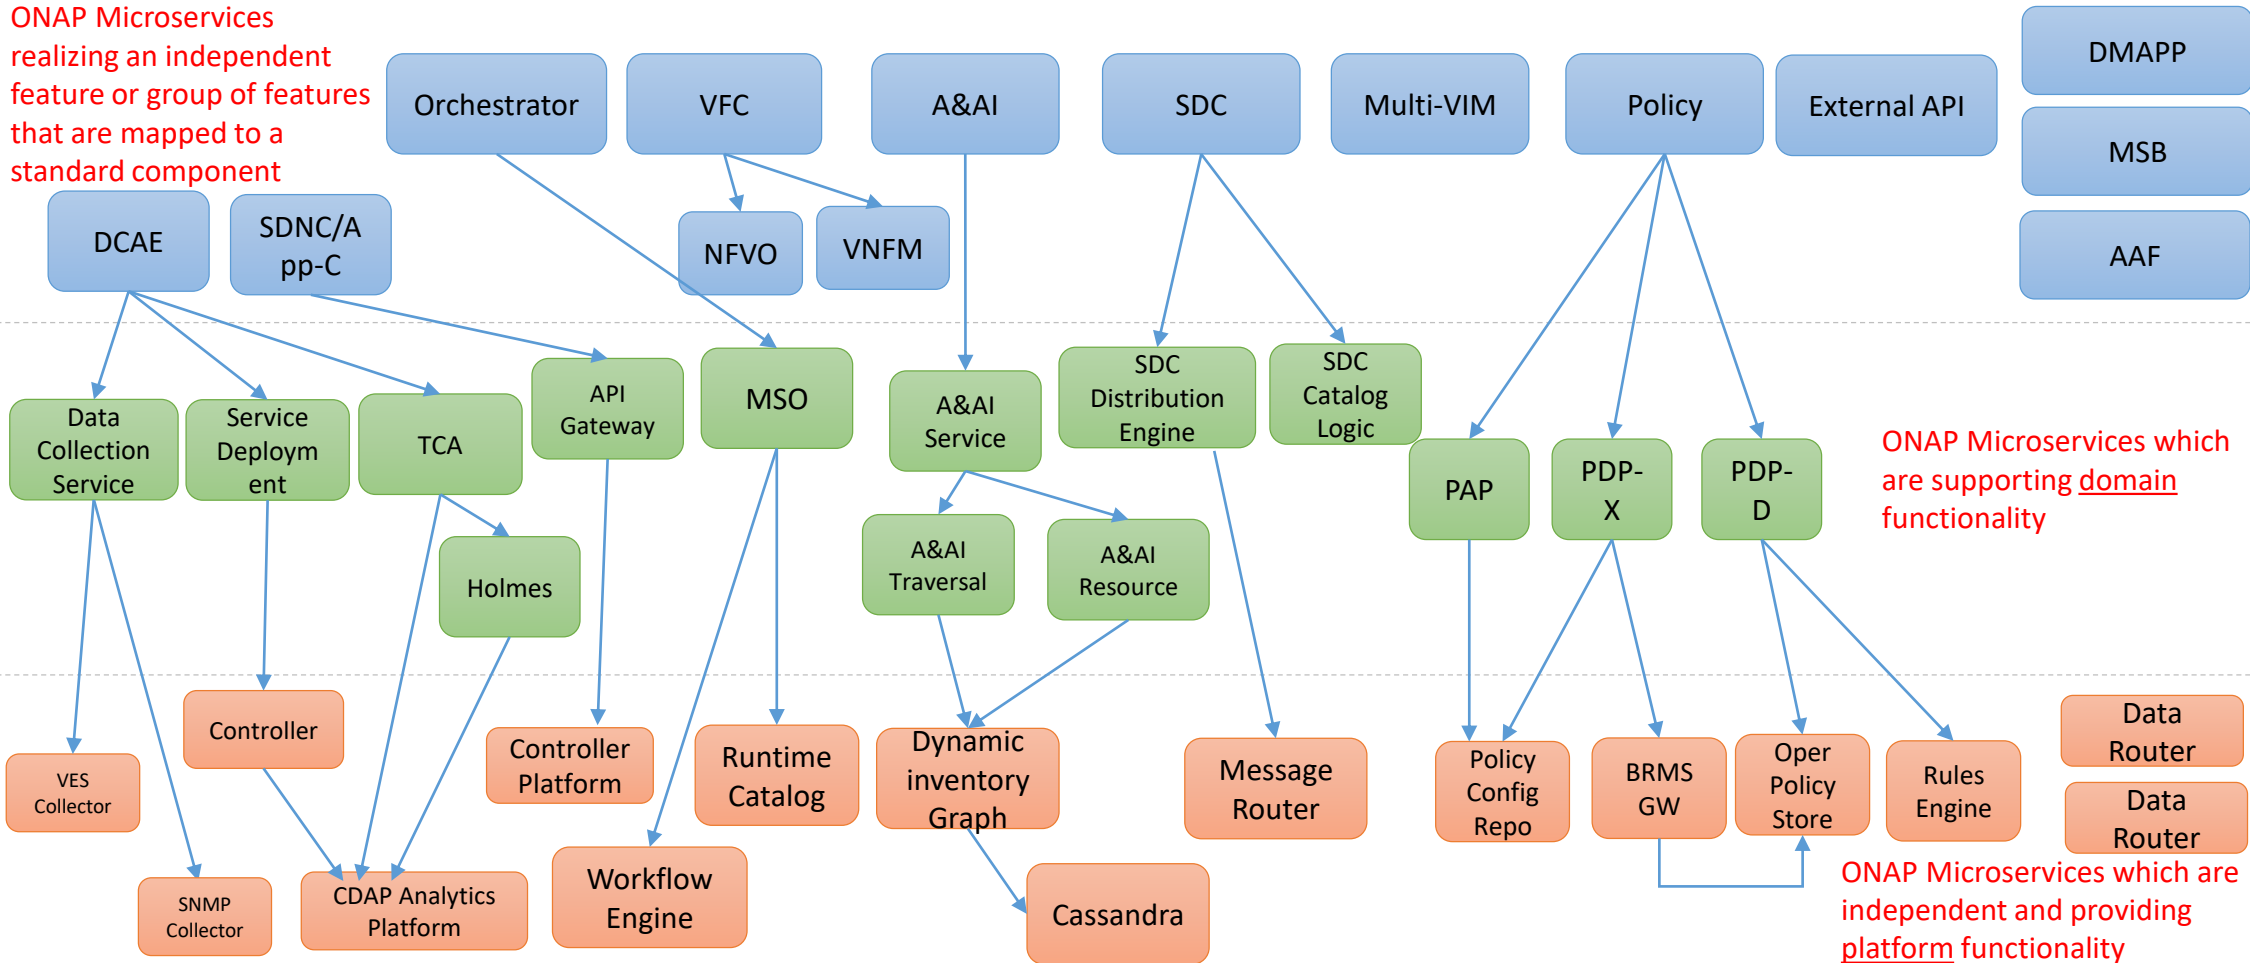 ONAP Microservices
realizing an independent
feature or group of features
that are mapped to a
standard component
Orchestrator
VFC
A&AI
SDC
Multi-VIM
Policy
External API
DMAPP
MSB
AAF
DCAE
SDNC/A
pp-C
NFVO
VNFM
Data
Collection
Service
Service
Deploym
ent
TCA
API
Gateway
MSO
A&AI
Service
SDC
Distribution
Engine
SDC
Catalog
Logic
PAP
PDP-
X
PDP-
D
ONAP Microservices which
are supporting domain
functionality
Holmes
A&AI
Traversal
A&AI
Resource
VES
Collector
Controller
Controller
Platform
Runtime
Catalog
Dynamic
inventory
Graph
Message
Router
Policy
Config
Repo
BRMS
GW
Oper
Policy
Store
Rules
Engine
Data
Router
Data
Router
SNMP
Collector
CDAP Analytics
Platform
Workflow
Engine
Cassandra
ONAP Microservices which are
independent and providing
platform functionality